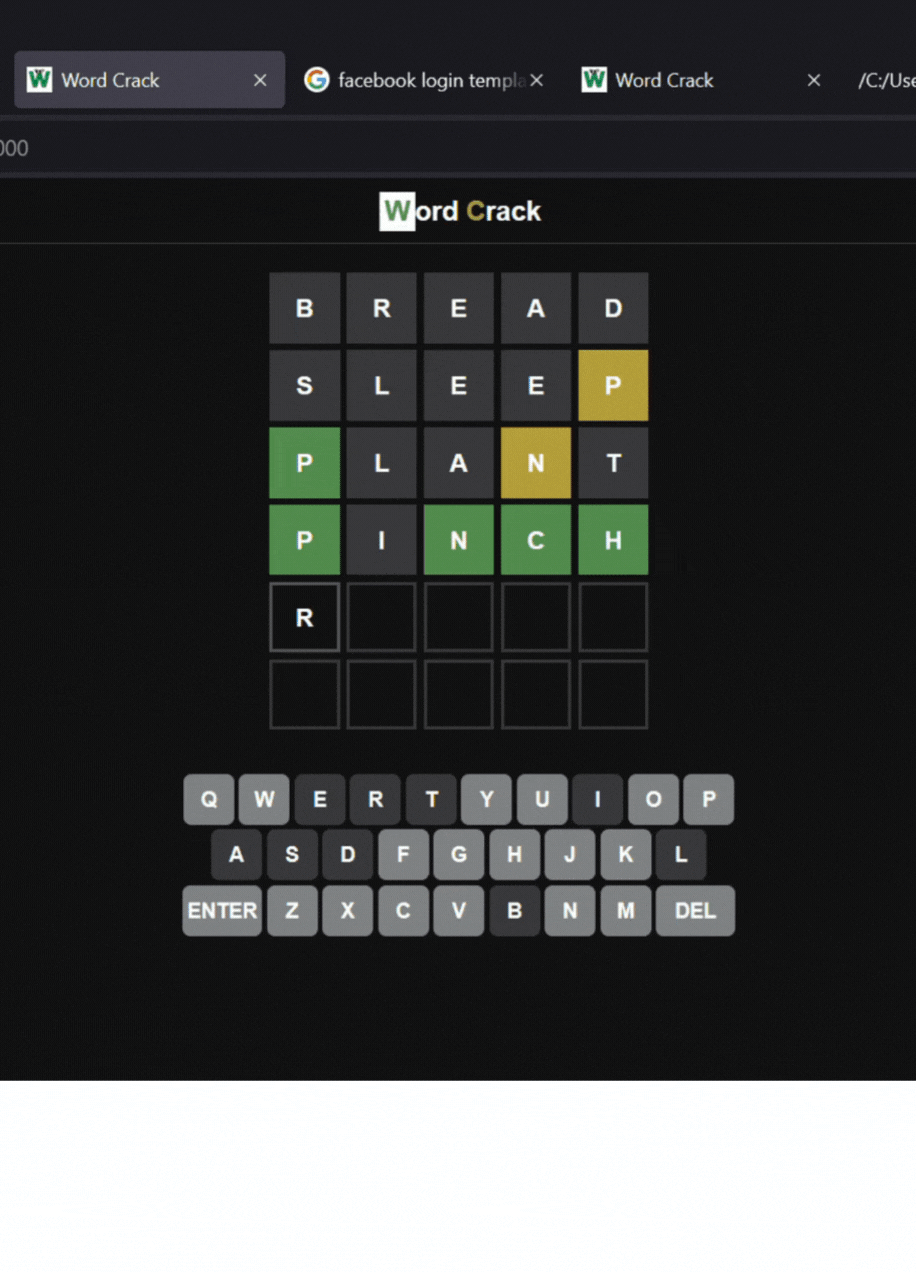 Word Crack facebook login templa Word Crack /C:/Use
000
Word Crack
B R E A D
S L E E P
P L A N T
P I N C H
R
Q W E R T Y U I O P
A S D F G H J K L
ENTER Z X C V B N M DEL